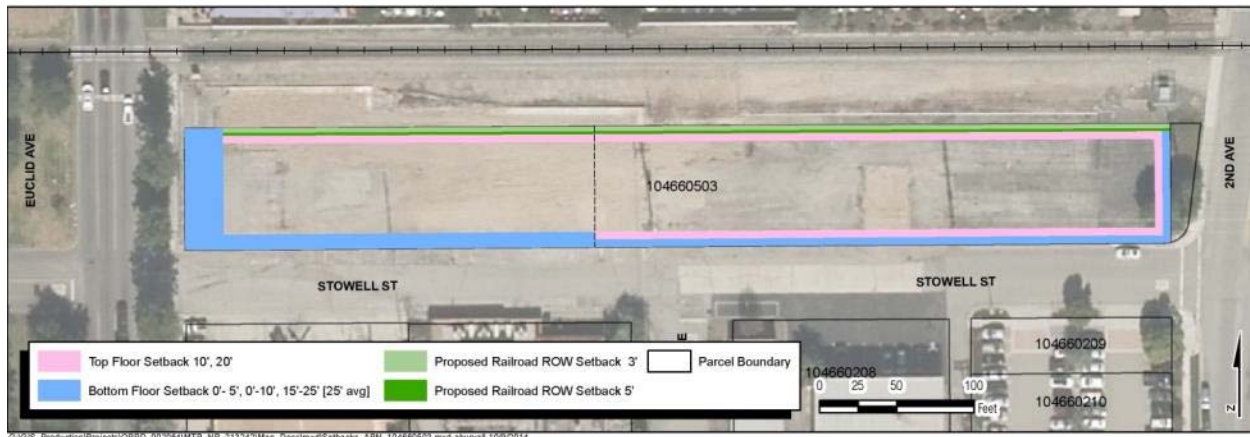 EUCLID AVE
104660503
2ND AVE
STOWELL ST
STOWELL ST
E
104660209
104660208
104660210
Top Floor Setback 10', 20'
Bottom Floor Setback 0'- 5', 0'-10', 15'-25' [25' avg]
Proposed Railroad ROW Setback 3'
Proposed Railroad ROW Setback 5'
Parcel Boundary
0 25 50 100
Feet
Z